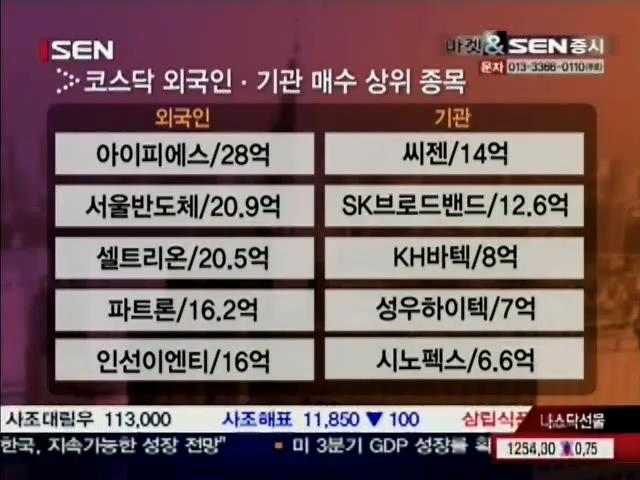 SEN
마켓&SEN증시
문자 013-3366-0110(무료)
코스닥 외국인 · 기관 매수 상위 종목
외국인 기관
아이피에스/28억 씨젠/14억
서울반도체/20.9억 SK브로드밴드/12.6억
셀트리온/20.5억 KH바텍/8억
파트론/16.2억 성우하이텍/7억
인선이엔티/16억 시노펙스/6.6억
사조대림우 113,000 사조해표 11,850 ▼ 100 삼립식품 나스닥선물
한국, 지속가능한 성장 전망" ▪ 미 3분기 GDP 성장률 확 1254,00 0,75